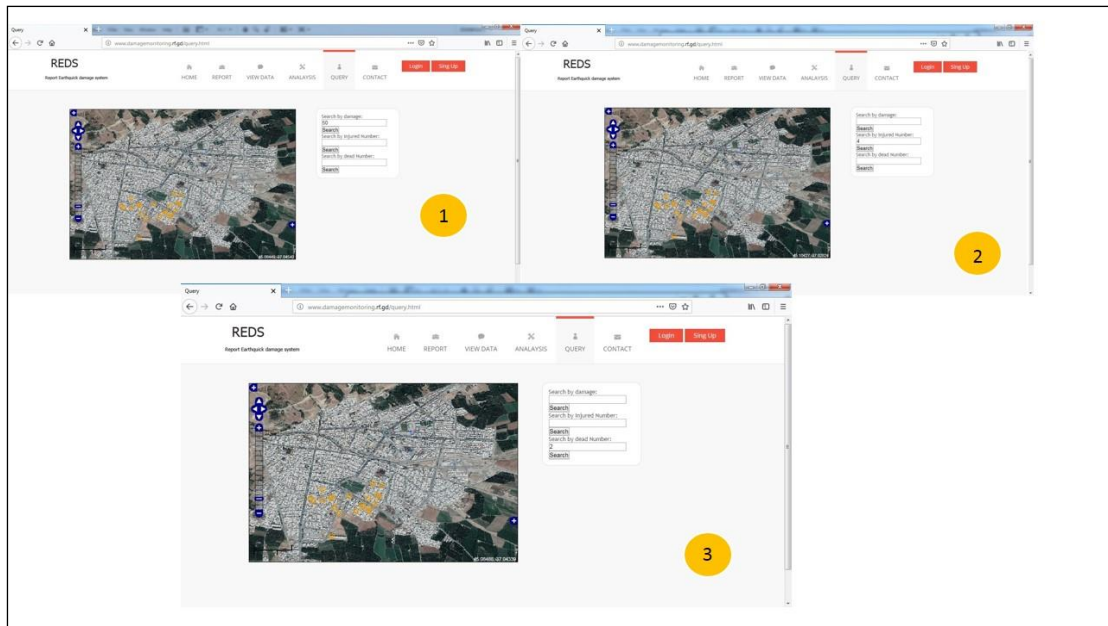 Query
www.damagemonitoring.rf.gd/query.html
REDS
Report Earthquick damage system
HOME REPORT VIEW DATA ANALAYSIS QUERY CONTACT
Login Sing Up
Search by damage:
50
Search
Search by Injured Number:
Search
Search by dead Number:
Search
1
Query
www.damagemonitoring.rf.gd/query.html
REDS
Report Earthquick damage system
HOME REPORT VIEW DATA ANALAYSIS QUERY CONTACT
Login Sing Up
Search by damage:
Search
Search by Injured Number:
4
Search
Search by dead Number:
Search
2
Query
www.damagemonitoring.rf.gd/query.html
REDS
Report Earthquick damage system
HOME REPORT VIEW DATA ANALAYSIS QUERY CONTACT
Login Sing Up
Search by damage:
Search
Search by Injured Number:
Search
Search by dead Number:
2
Search
3